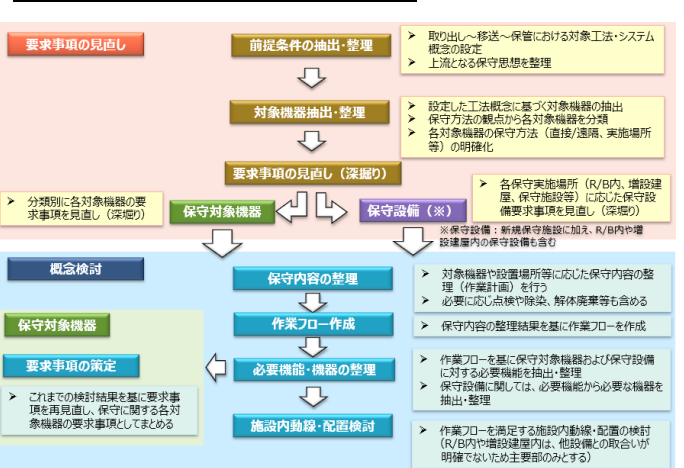 要求事項の見直し
前提条件の抽出・整理
➢ 取り出し～移送～保管における対象工法・システム
概念の設定
➢ 上流となる保守思想を整理
対象機器抽出・整理
➢ 設定した工法概念に基づく対象機器の抽出
➢ 保守方法の観点から各対象機器を分類
➢ 各対象機器の保守方法（直接/遠隔、実施場所
等）の明確化
要求事項の見直し（深掘り）
➢ 分類別に各対象機器の要
求事項を見直し（深掘り）
保守対象機器
保守設備（※）
➢ 各保守実施場所（R/B内、増設建
屋、保守施設等）に応じた保守設
備要求事項を見直し（深掘り）
※保守設備：新規保守施設に加え、R/B内や増
設建屋内の保守設備も含む
概念検討
保守内容の整理
➢ 対象機器や設置場所等に応じた保守内容の整
理（作業計画）を行う
➢ 必要に応じ点検や除染、解体廃棄等も含める
保守対象機器
作業フロー作成
➢ 保守内容の整理結果を基に作業フローを作成
要求事項の策定
必要機能・機器の整理
➢ 作業フローを基に保守対象機器および保守設備
に対する必要機能を抽出・整理
➢ 保守設備に関しては、必要機能から必要な機器を
抽出・整理
➢ これまでの検討結果を基に要求事
項を再見直し、保守に関する各対
象機器の要求事項としてまとめる
施設内動線・配置検討
➢ 作業フローを満足する施設内動線・配置の検討
（R/B内や増設建屋内は、他設備との取合いが
明確でないため主要部のみとする）